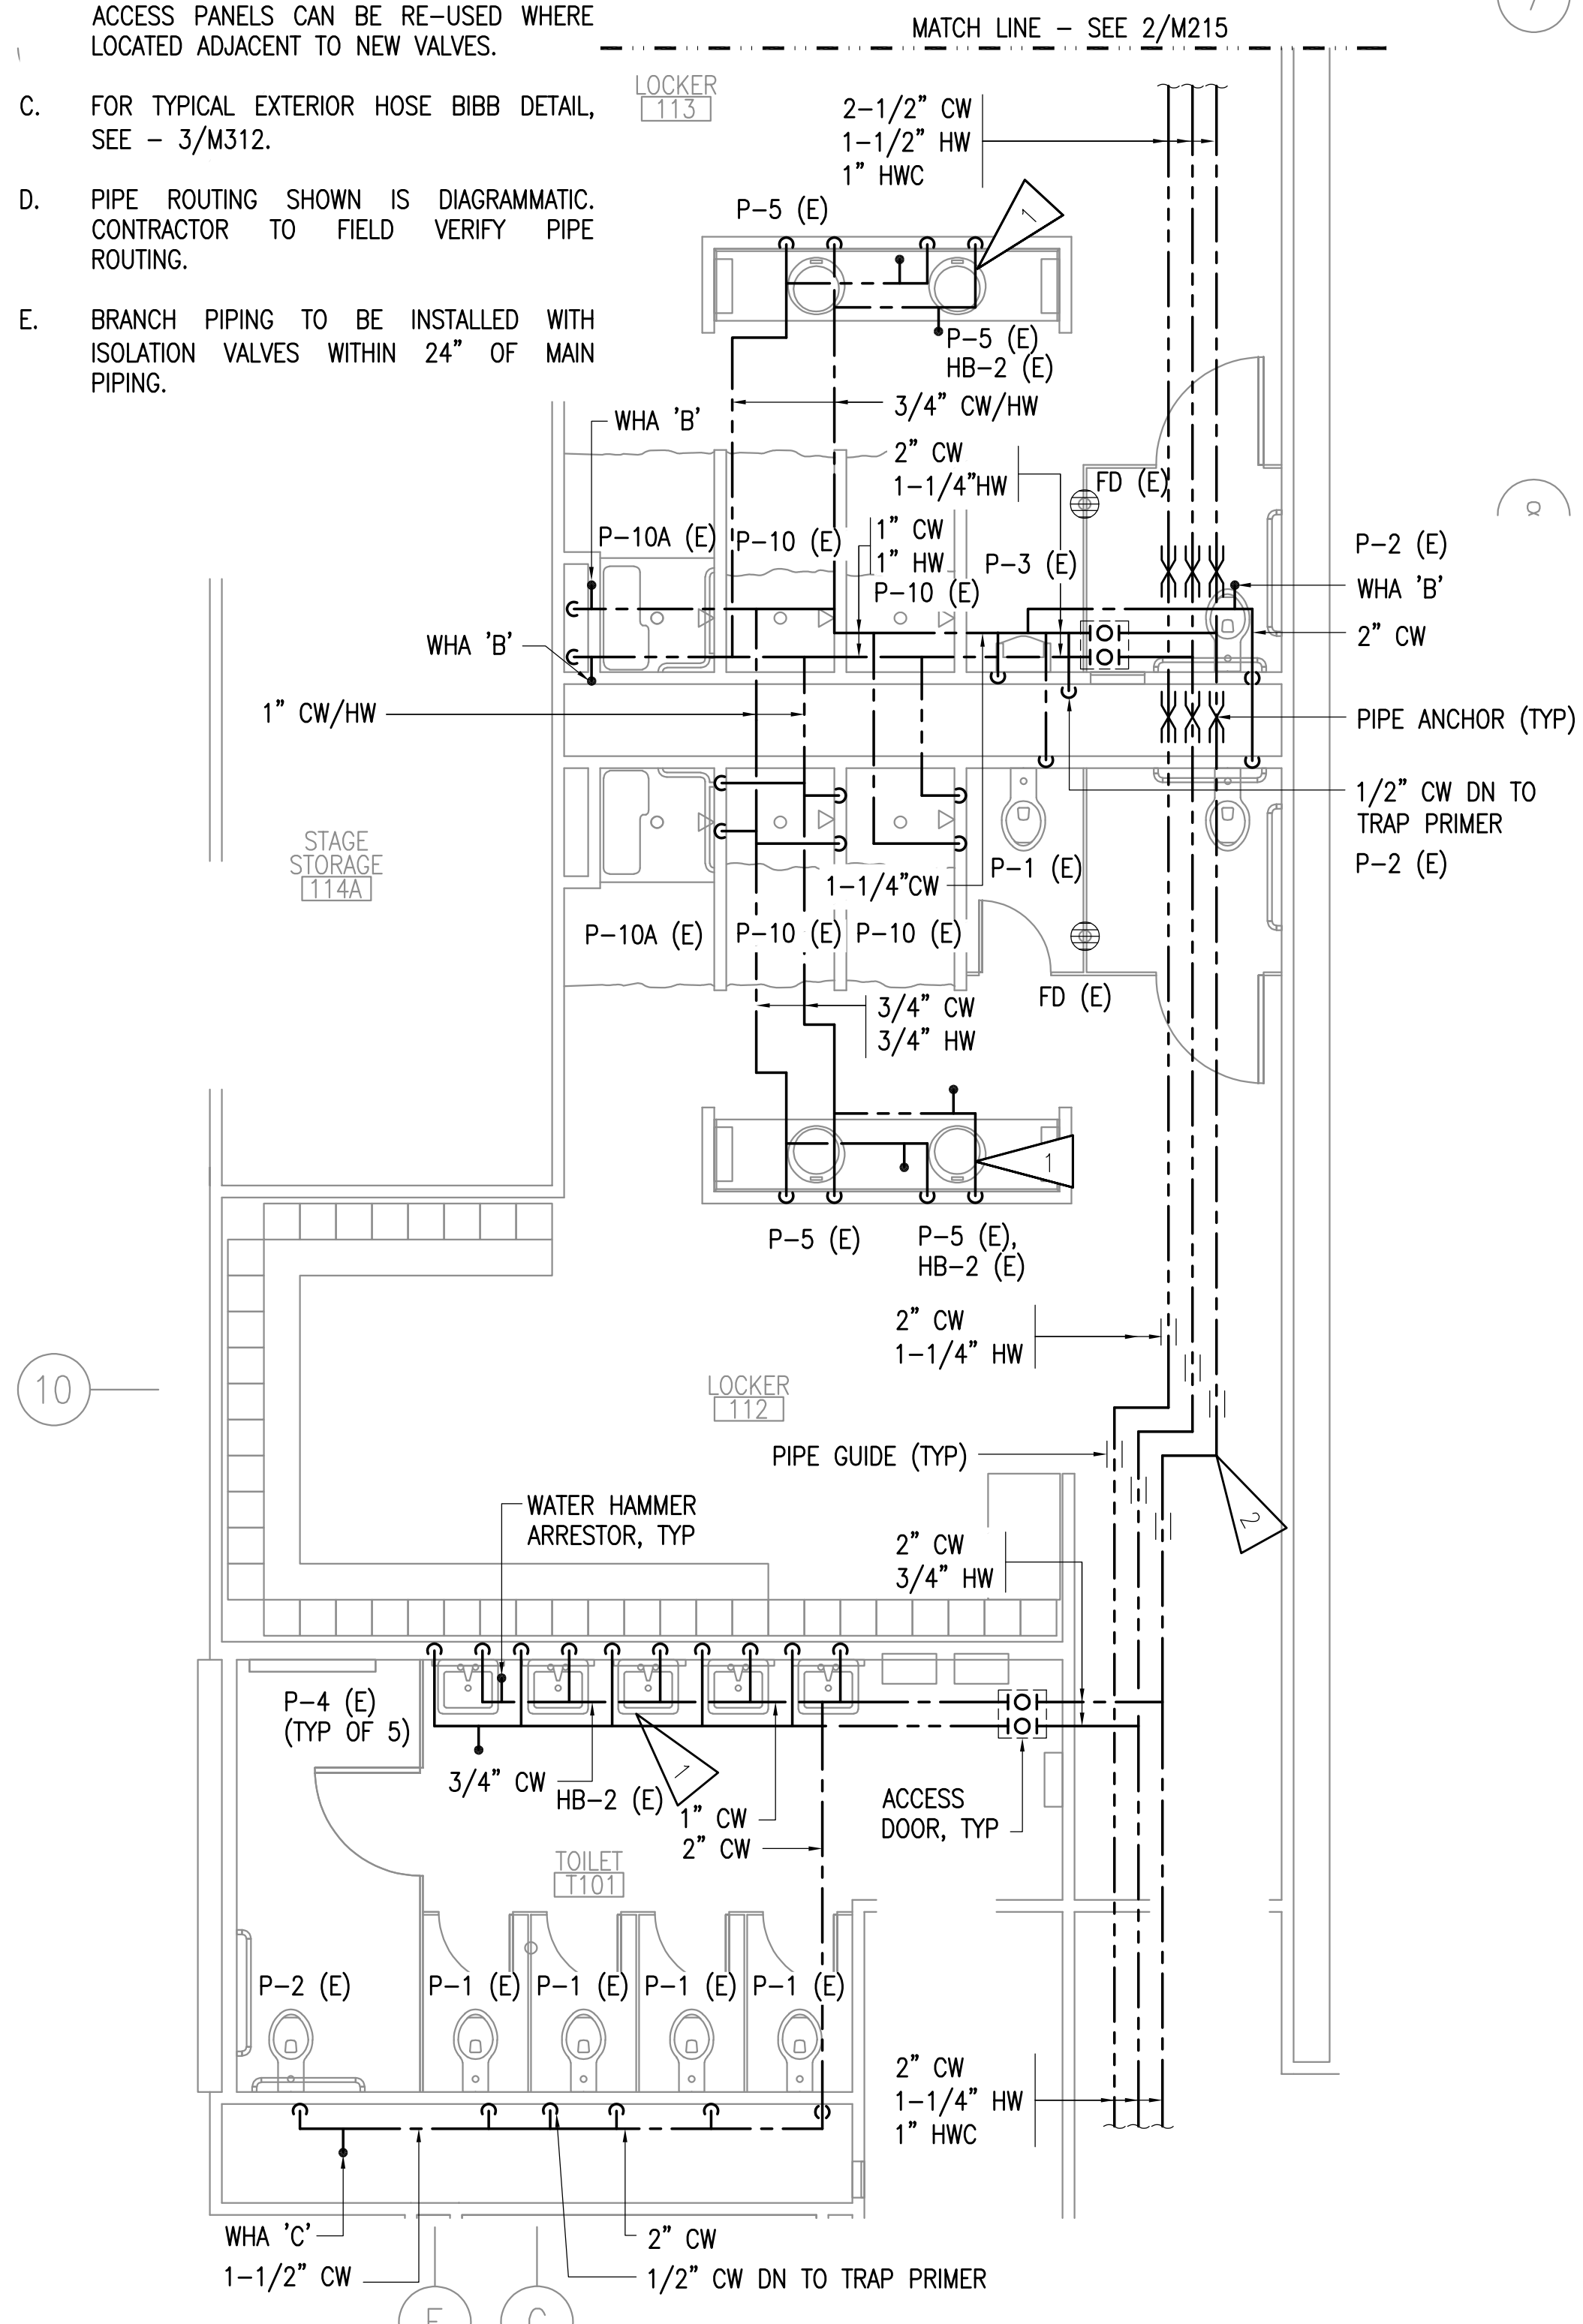 ACCESS PANELS CAN BE RE-USED WHERE
LOCATED ADJACENT TO NEW VALVES.
C. FOR TYPICAL EXTERIOR HOSE BIBB DETAIL,
SEE - 3/M312.
D. PIPE ROUTING SHOWN IS DIAGRAMMATIC.
CONTRACTOR TO FIELD VERIFY PIPE
ROUTING.
E. BRANCH PIPING TO BE INSTALLED WITH
ISOLATION VALVES WITHIN 24" OF MAIN
PIPING.
MATCH LINE - SEE 2/M215
LOCKER
113
2-1/2" CW
1-1/2" HW
1" HWC
P-5 (E)
1
P-5 (E)
HB-2 (E)
3/4" CW/HW
WHA 'B'
2" CW
1-1/4"HW
FD (E)
P-10A (E)
P-10 (E)
1" CW
1" HW
P-10 (E)
P-3 (E)
P-2 (E)
WHA 'B'
2" CW
WHA 'B'
1" CW/HW
PIPE ANCHOR (TYP)
1/2" CW DN TO
TRAP PRIMER
P-2 (E)
STAGE
STORAGE
114A
1-1/4"CW
P-1 (E)
P-10A (E)
P-10 (E)
P-10 (E)
FD (E)
3/4" CW
3/4" HW
1
P-5 (E)
P-5 (E),
HB-2 (E)
2" CW
1-1/4" HW
10
LOCKER
112
PIPE GUIDE (TYP)
2
WATER HAMMER
ARRESTOR, TYP
2" CW
3/4" HW
P-4 (E)
(TYP OF 5)
3/4" CW
HB-2 (E)
1
1" CW
2" CW
ACCESS
DOOR, TYP
TOILET
T101
P-2 (E)
P-1 (E)
P-1 (E)
P-1 (E)
P-1 (E)
2" CW
1-1/4" HW
1" HWC
WHA 'C'
1-1/2" CW
2" CW
1/2" CW DN TO TRAP PRIMER